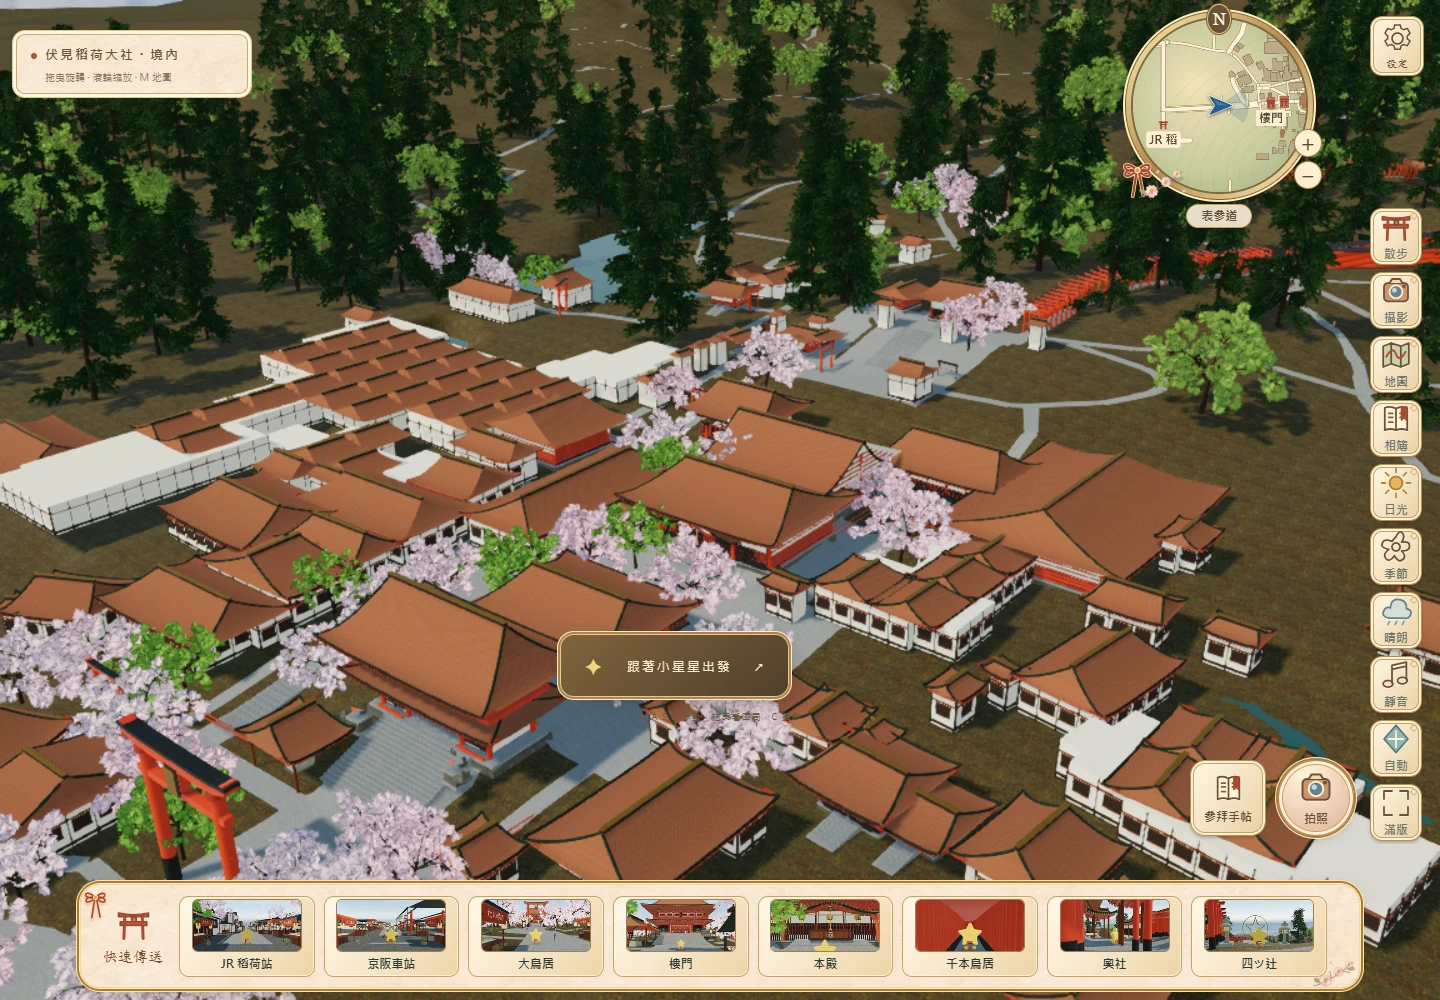 伏見稻荷大社 · 境內
拖曳旋轉 · 滾輪縮放 · M 地圖
N
樓門
JR 稻
+
−
表參道
設定
散步
攝影
地圖
相簿
日光
季節
晴朗
靜音
自動
滿版
跟著小星星出發 ↗
參拜手帖
拍照
快速傳送
JR 稻荷站
京阪車站
大鳥居
樓門
本殿
千本鳥居
奧社
四ツ辻